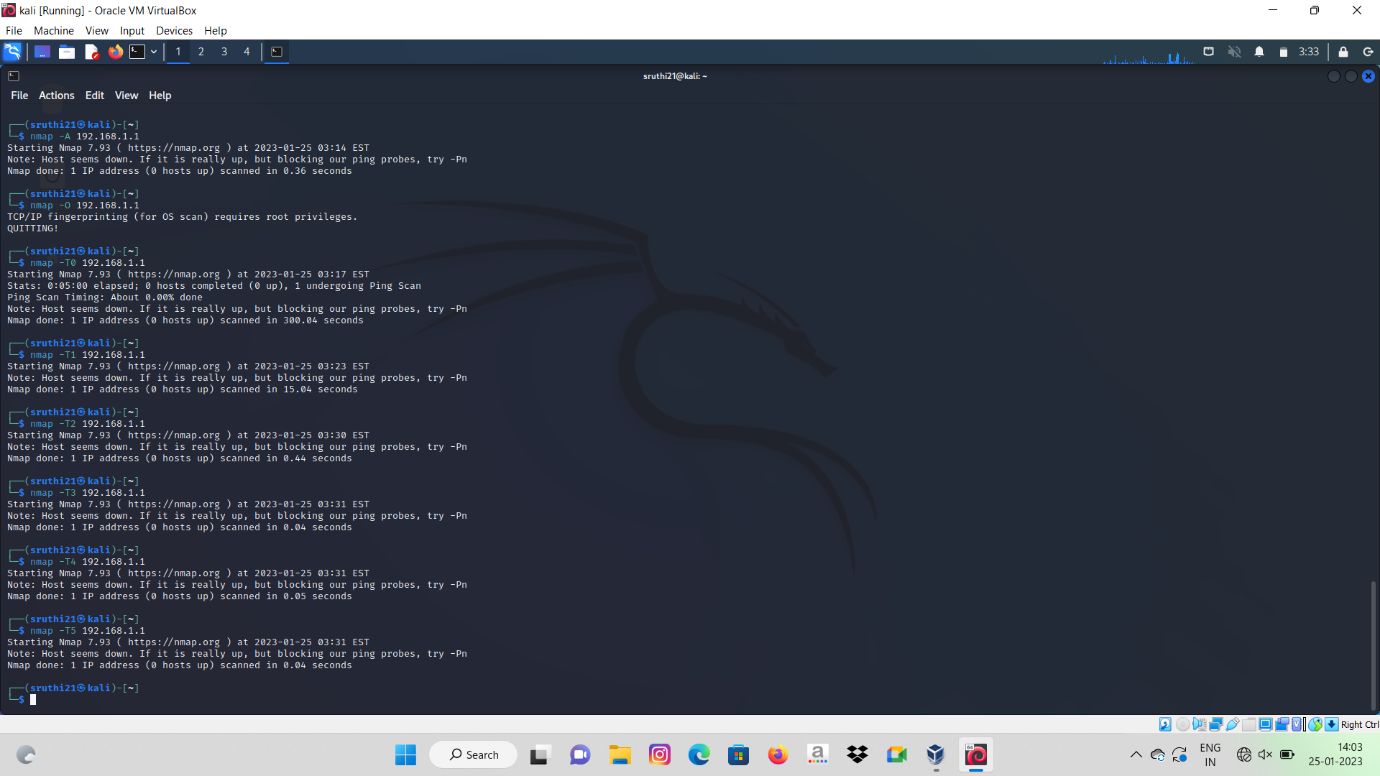 kali [Running] - Oracle VM VirtualBox
File Machine View Input Devices Help
1 2 3 4 3:33
sruthi21@kali: ~
File Actions Edit View Help
┌──(sruthi21㉿kali)-[~]
└─$ nmap -A 192.168.1.1
Starting Nmap 7.93 ( https://nmap.org ) at 2023-01-25 03:14 EST
Note: Host seems down. If it is really up, but blocking our ping probes, try -Pn
Nmap done: 1 IP address (0 hosts up) scanned in 0.36 seconds
┌──(sruthi21㉿kali)-[~]
└─$ nmap -O 192.168.1.1
TCP/IP fingerprinting (for OS scan) requires root privileges.
QUITTING!
┌──(sruthi21㉿kali)-[~]
└─$ nmap -T0 192.168.1.1
Starting Nmap 7.93 ( https://nmap.org ) at 2023-01-25 03:17 EST
Stats: 0:05:00 elapsed; 0 hosts completed (0 up), 1 undergoing Ping Scan
Ping Scan Timing: About 0.00% done
Note: Host seems down. If it is really up, but blocking our ping probes, try -Pn
Nmap done: 1 IP address (0 hosts up) scanned in 300.04 seconds
┌──(sruthi21㉿kali)-[~]
└─$ nmap -T1 192.168.1.1
Starting Nmap 7.93 ( https://nmap.org ) at 2023-01-25 03:23 EST
Note: Host seems down. If it is really up, but blocking our ping probes, try -Pn
Nmap done: 1 IP address (0 hosts up) scanned in 15.04 seconds
┌──(sruthi21㉿kali)-[~]
└─$ nmap -T2 192.168.1.1
Starting Nmap 7.93 ( https://nmap.org ) at 2023-01-25 03:30 EST
Note: Host seems down. If it is really up, but blocking our ping probes, try -Pn
Nmap done: 1 IP address (0 hosts up) scanned in 0.44 seconds
┌──(sruthi21㉿kali)-[~]
└─$ nmap -T3 192.168.1.1
Starting Nmap 7.93 ( https://nmap.org ) at 2023-01-25 03:31 EST
Note: Host seems down. If it is really up, but blocking our ping probes, try -Pn
Nmap done: 1 IP address (0 hosts up) scanned in 0.04 seconds
┌──(sruthi21㉿kali)-[~]
└─$ nmap -T4 192.168.1.1
Starting Nmap 7.93 ( https://nmap.org ) at 2023-01-25 03:31 EST
Note: Host seems down. If it is really up, but blocking our ping probes, try -Pn
Nmap done: 1 IP address (0 hosts up) scanned in 0.05 seconds
┌──(sruthi21㉿kali)-[~]
└─$ nmap -T5 192.168.1.1
Starting Nmap 7.93 ( https://nmap.org ) at 2023-01-25 03:31 EST
Note: Host seems down. If it is really up, but blocking our ping probes, try -Pn
Nmap done: 1 IP address (0 hosts up) scanned in 0.04 seconds
┌──(sruthi21㉿kali)-[~]
└─$
Right Ctrl
Search
ENG
IN
14:03
25-01-2023